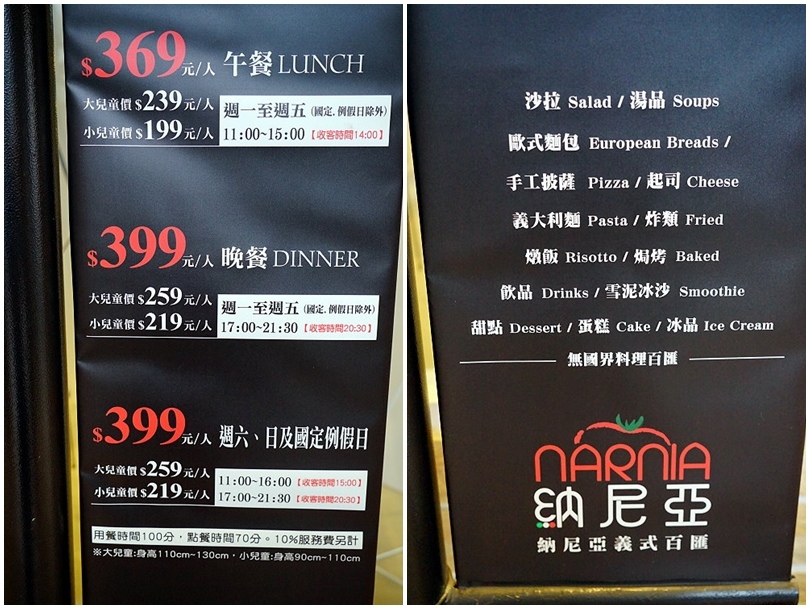 $369元/人 午餐 LUNCH
大兒童價 $239元/人
小兒童價 $199元/人
週一至週五 (國定、例假日除外)
11:00~15:00【收客時間14:00】
$399元/人 晚餐 DINNER
大兒童價 $259元/人
小兒童價 $219元/人
週一至週五 (國定、例假日除外)
17:00~21:30【收客時間20:30】
$399元/人 週六、日及國定例假日
大兒童價 $259元/人
小兒童價 $219元/人
11:00~16:00【收客時間15:00】
17:00~21:30【收客時間20:30】
用餐時間100分，點餐時間70分。10%服務費另計
※大兒童:身高110cm~130cm，小兒童:身高90cm~110cm
沙拉 Salad / 湯品 Soups
歐式麵包 European Breads /
手工披薩 Pizza / 起司 Cheese
義大利麵 Pasta / 炸類 Fried
燉飯 Risotto / 焗烤 Baked
飲品 Drinks / 雪泥冰沙 Smoothie
甜點 Dessert / 蛋糕 Cake / 冰品 Ice Cream
無國界料理百匯
NARNIA
納尼亞
納尼亞義式百匯